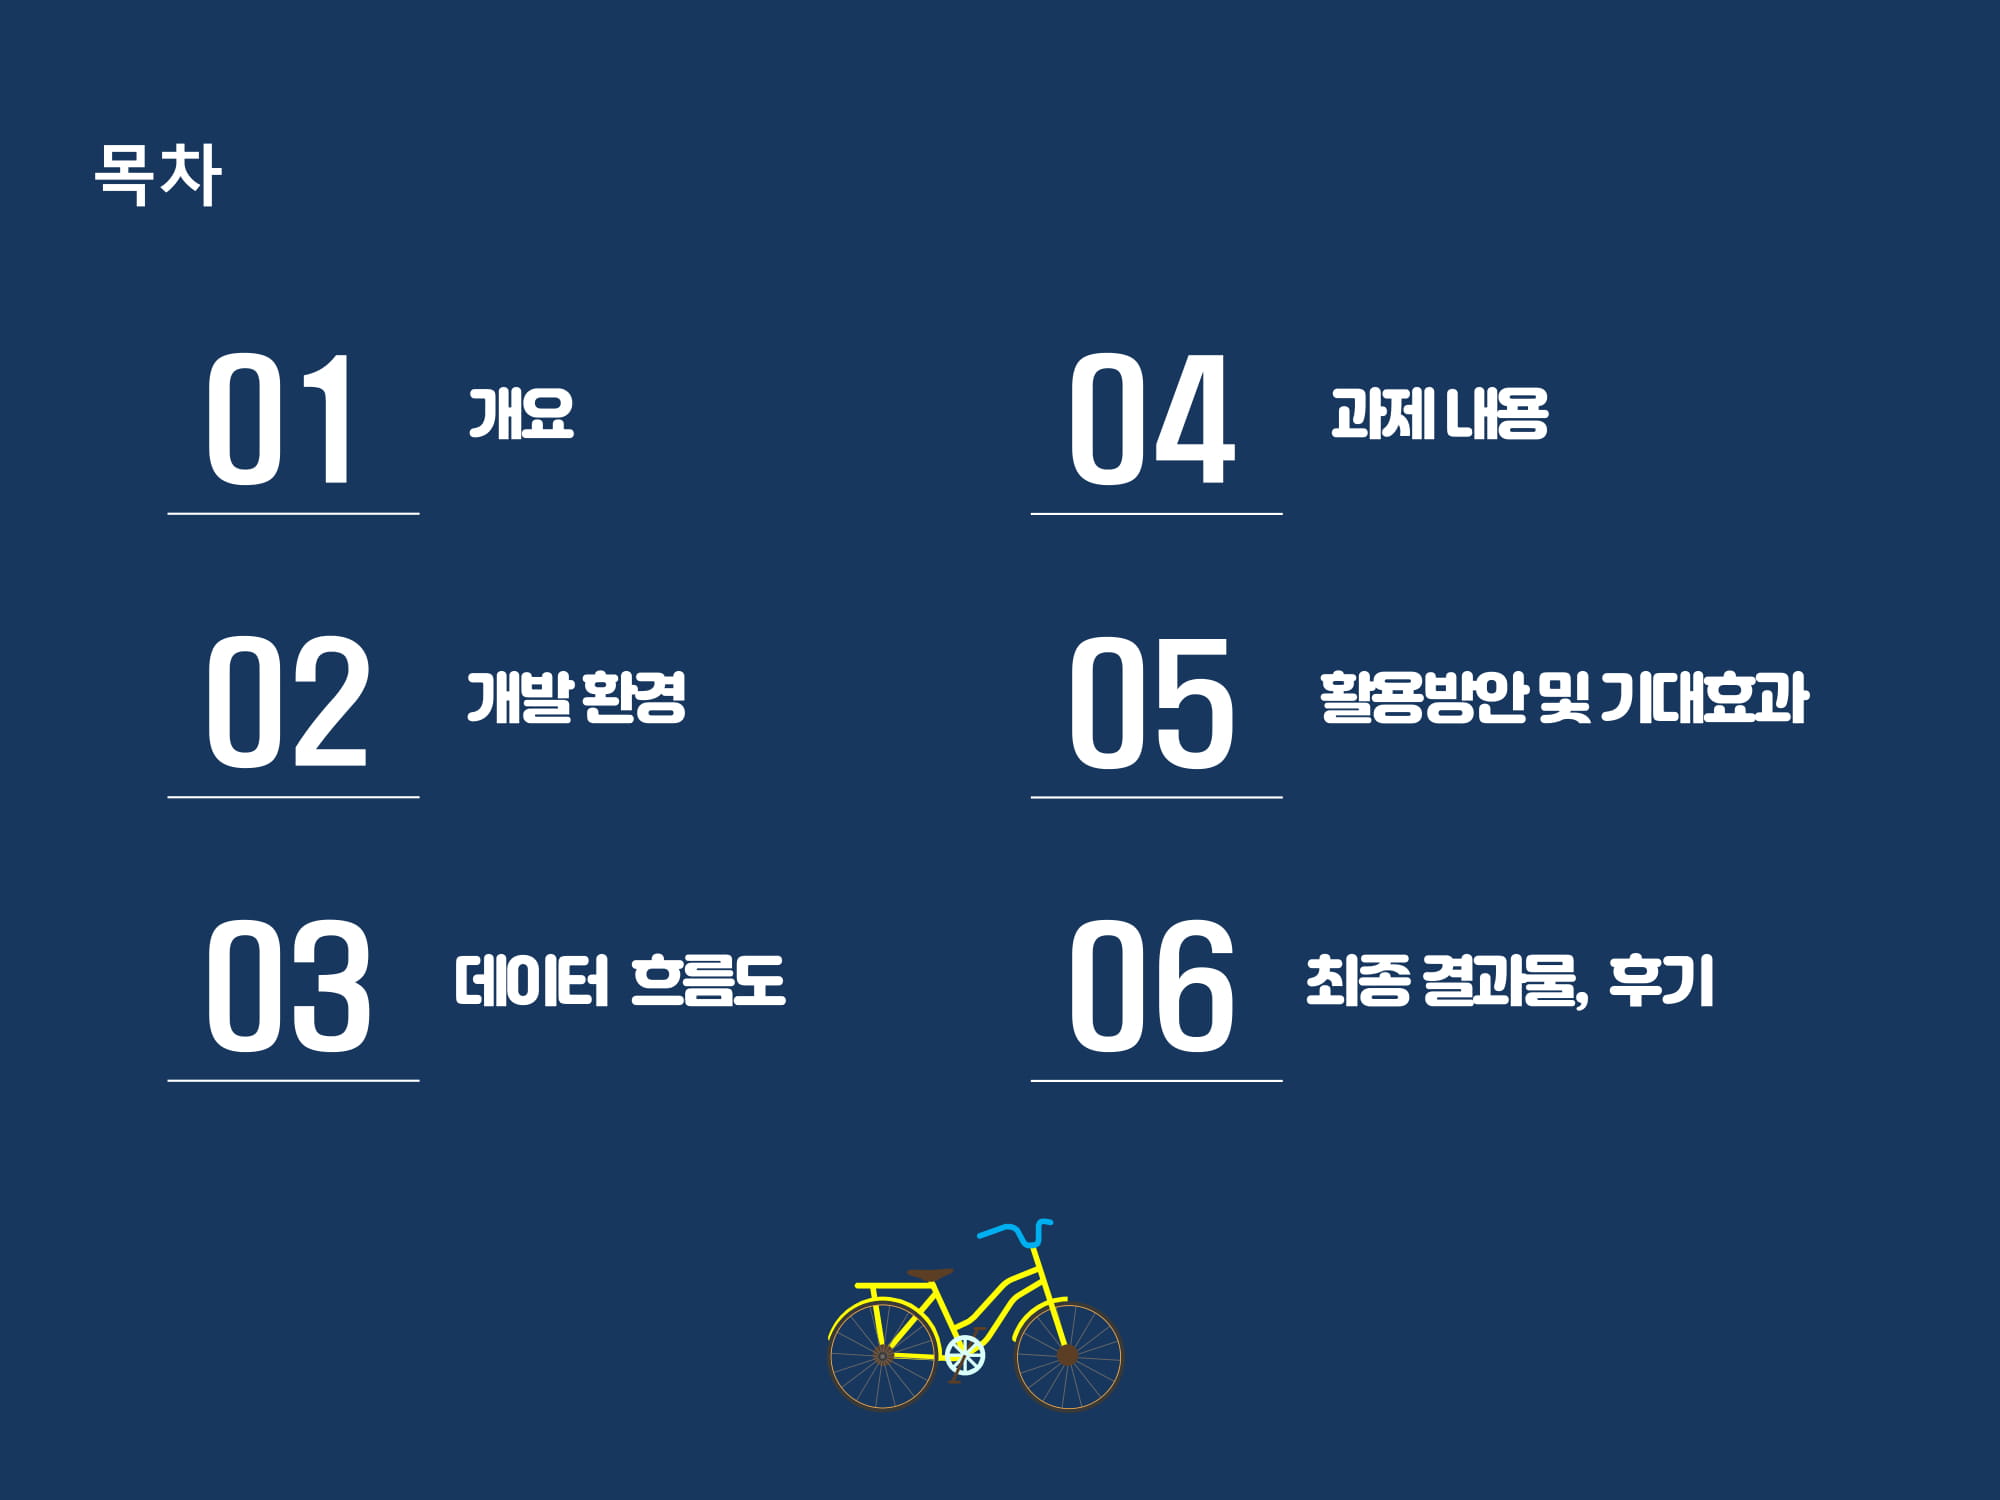 목차
01 개요
02 개발 환경
03 데이터 흐름도
04 과제 내용
05 활용방안 및 기대효과
06 최종 결과물, 후기